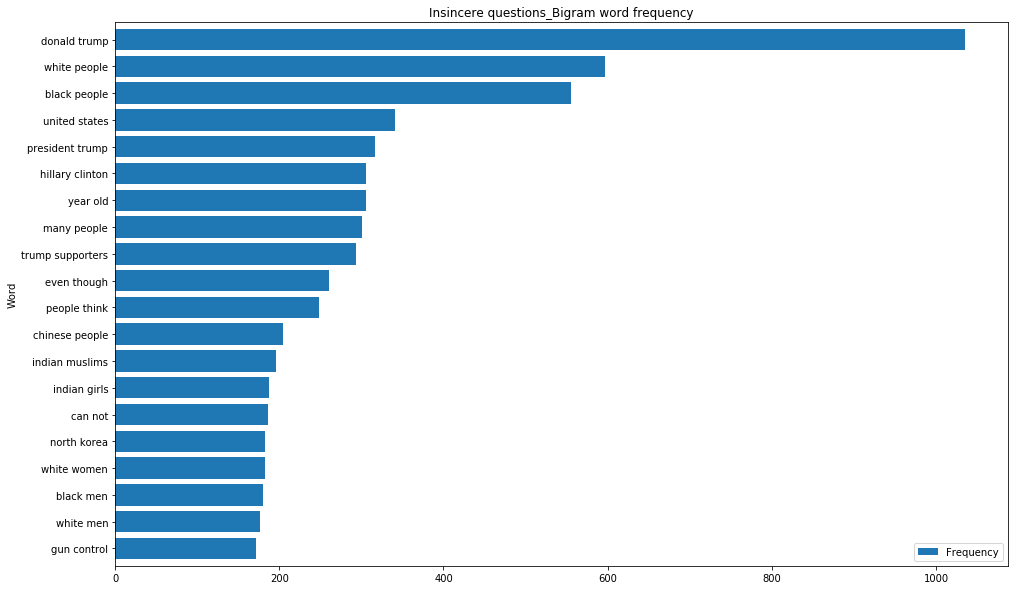 Insincere questions_Bigram word frequency
donald trump
white people
black people
united states
president trump
hillary clinton
year old
many people
trump supporters
even though
people think
chinese people
indian muslims
indian girls
can not
north korea
white women
black men
white men
gun control
Word
Frequency
0 200 400 600 800 1000